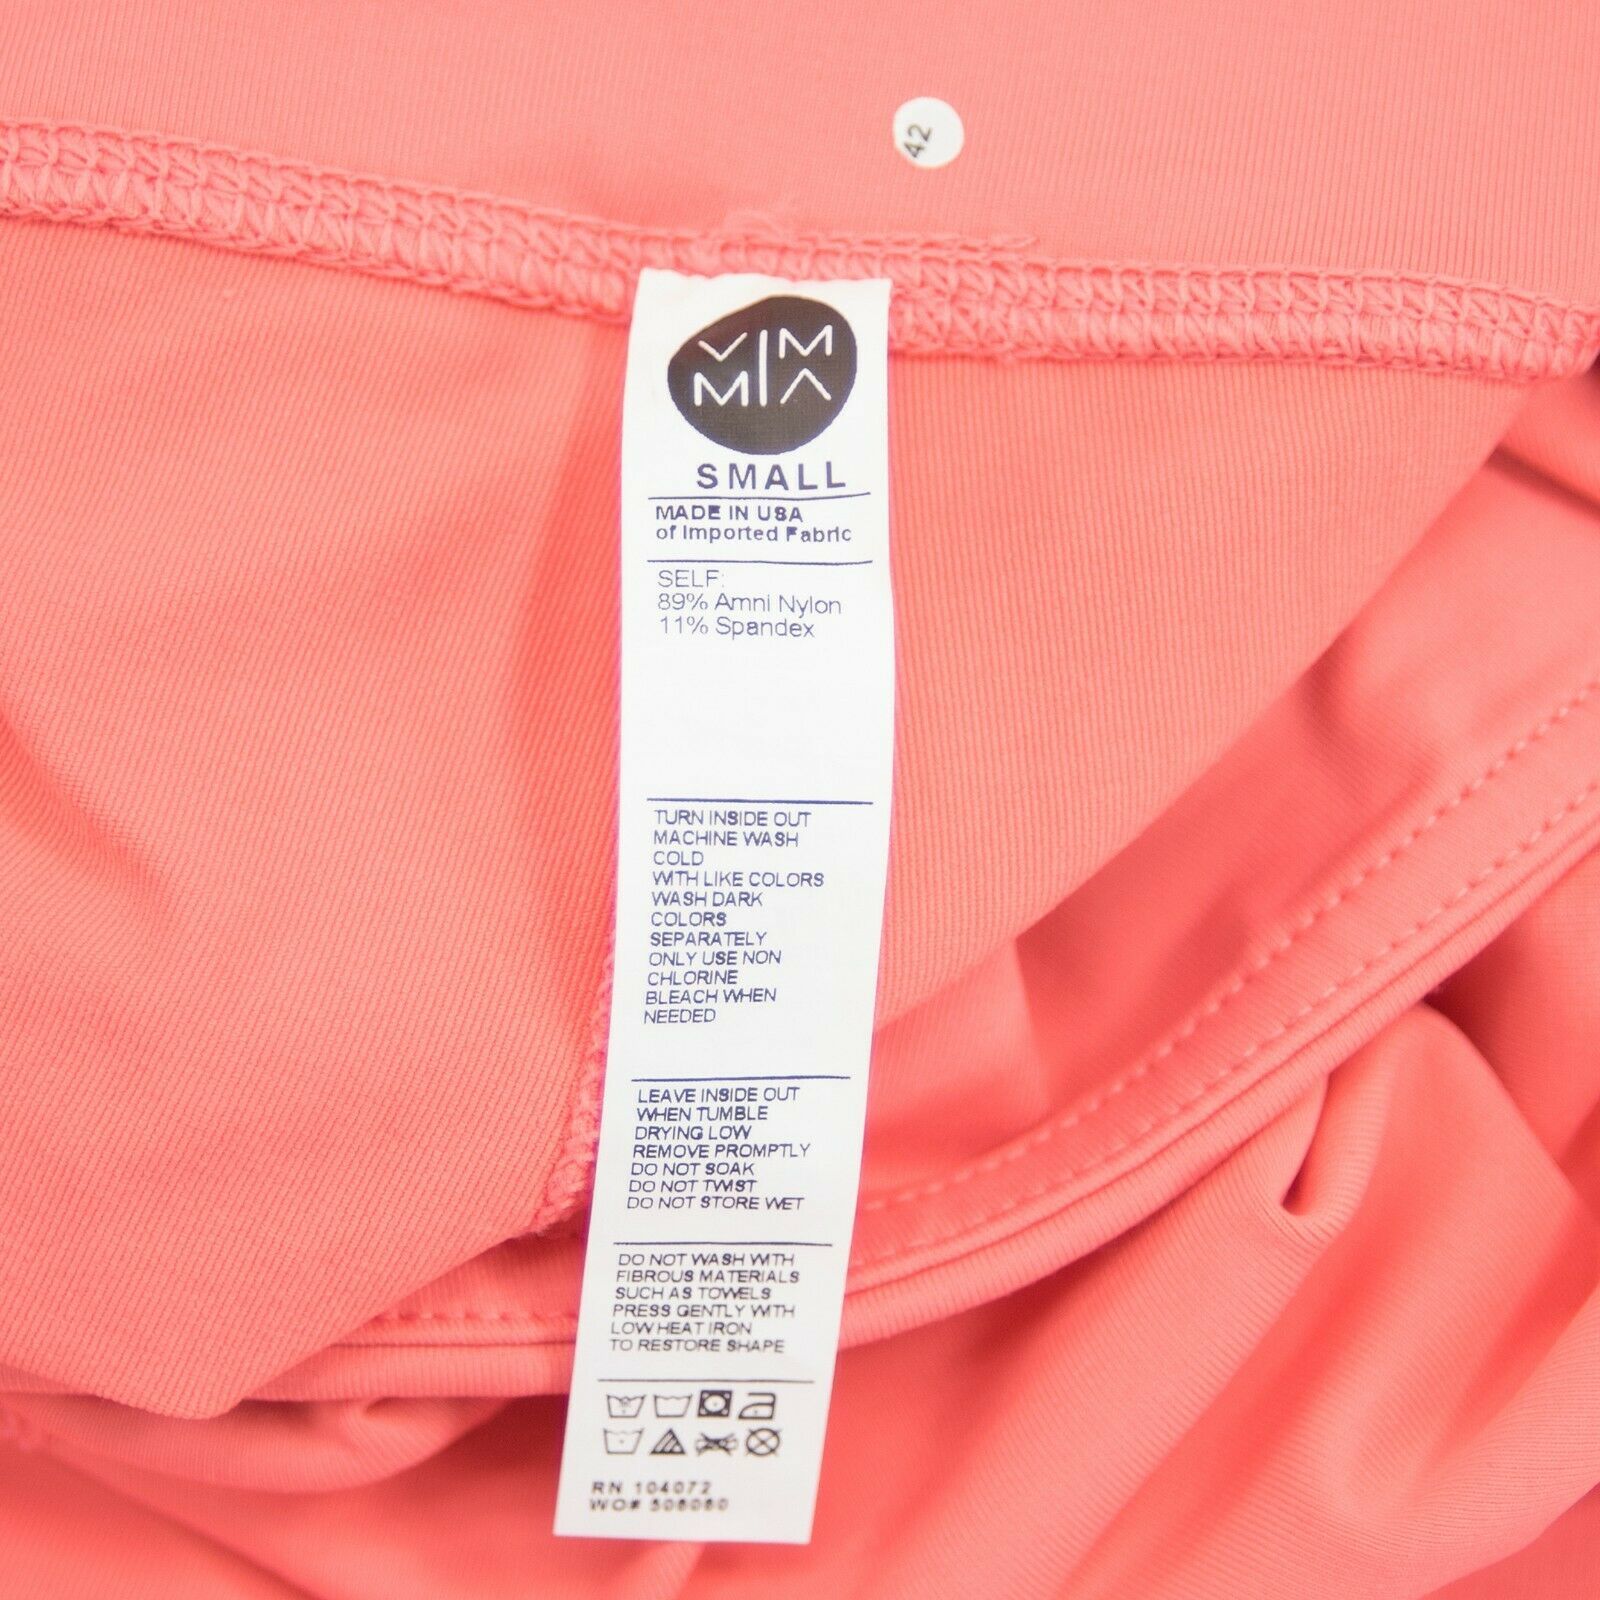 42
VIM
MIA
SMALL
MADE IN USA
of Imported Fabric
SELF:
89% Amni Nylon
11% Spandex
TURN INSIDE OUT
MACHINE WASH
COLD
WITH LIKE COLORS
WASH DARK
COLORS
SEPARATELY
ONLY USE NON
CHLORINE
BLEACH WHEN
NEEDED
LEAVE INSIDE OUT
WHEN TUMBLE
DRYING LOW
REMOVE PROMPTLY
DO NOT SOAK
DO NOT TWIST
DO NOT STORE WET
DO NOT WASH WITH
FIBROUS MATERIALS
SUCH AS TOWELS
PRESS GENTLY WITH
LOW HEAT IRON
TO RESTORE SHAPE
RN 104072
WO# 506060